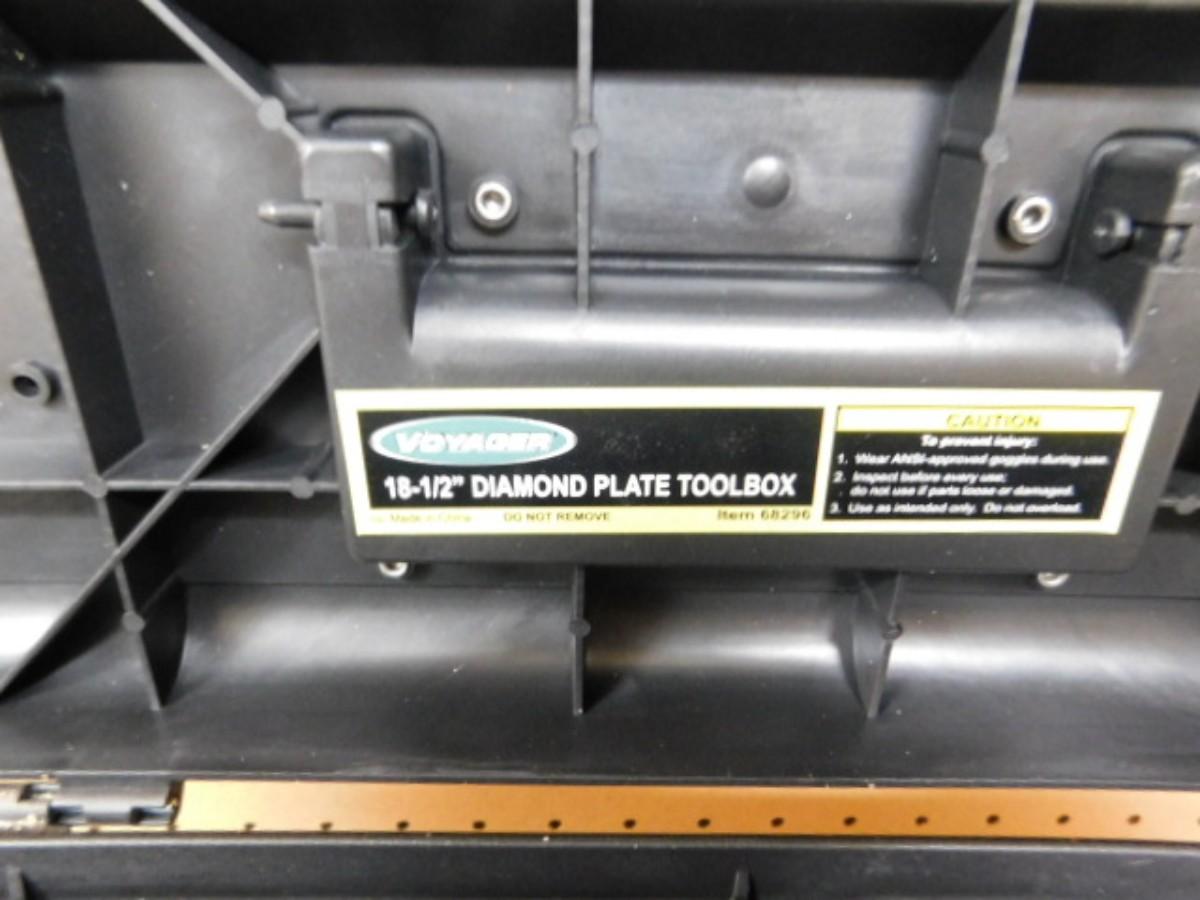 VOYAGER
18-1/2" DIAMOND PLATE TOOLBOX
Made in China DO NOT REMOVE Item 68296
CAUTION
To prevent injury:
1. Wear ANSI-approved goggles during use.
2. Inspect before every use;
do not use if parts loose or damaged.
3. Use as intended only. Do not overload.